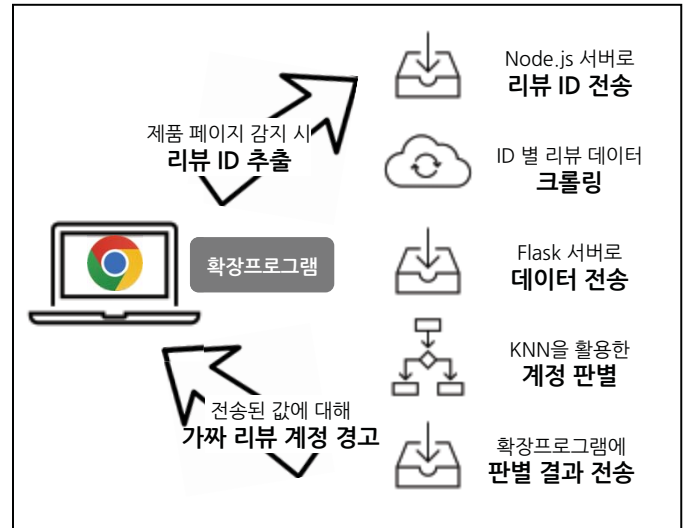 제품 페이지 감지 시
리뷰 ID 추출
확장프로그램
전송된 값에 대해
가짜 리뷰 계정 경고
Node.js 서버로
리뷰 ID 전송
ID 별 리뷰 데이터
크롤링
Flask 서버로
데이터 전송
KNN을 활용한
계정 판별
확장프로그램에
판별 결과 전송